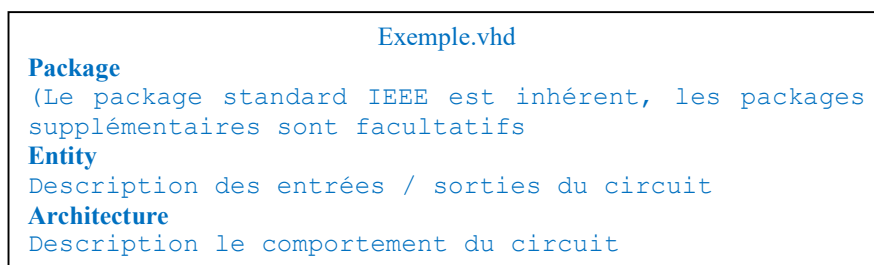 Exemple.vhd
Package
(Le package standard IEEE est inhérent, les packages
supplémentaires sont facultatifs
Entity
Description des entrées / sorties du circuit
Architecture
Description le comportement du circuit